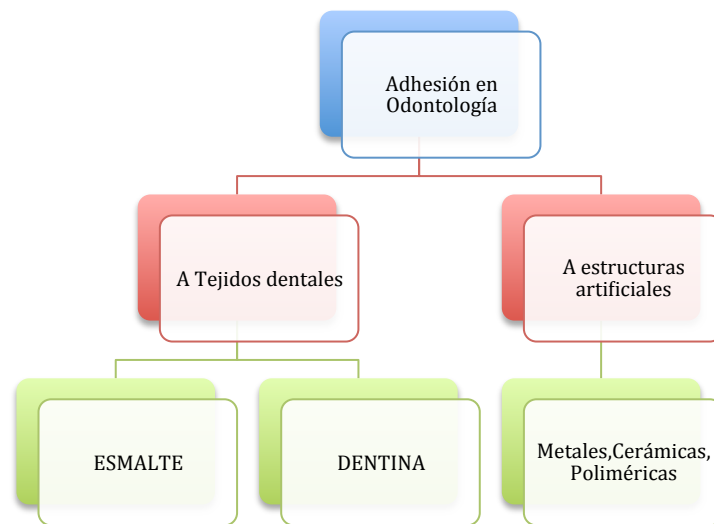 Adhesión en
Odontología
A Tejidos dentales
A estructuras
artificiales
ESMALTE
DENTINA
Metales,Cerámicas,
Poliméricas